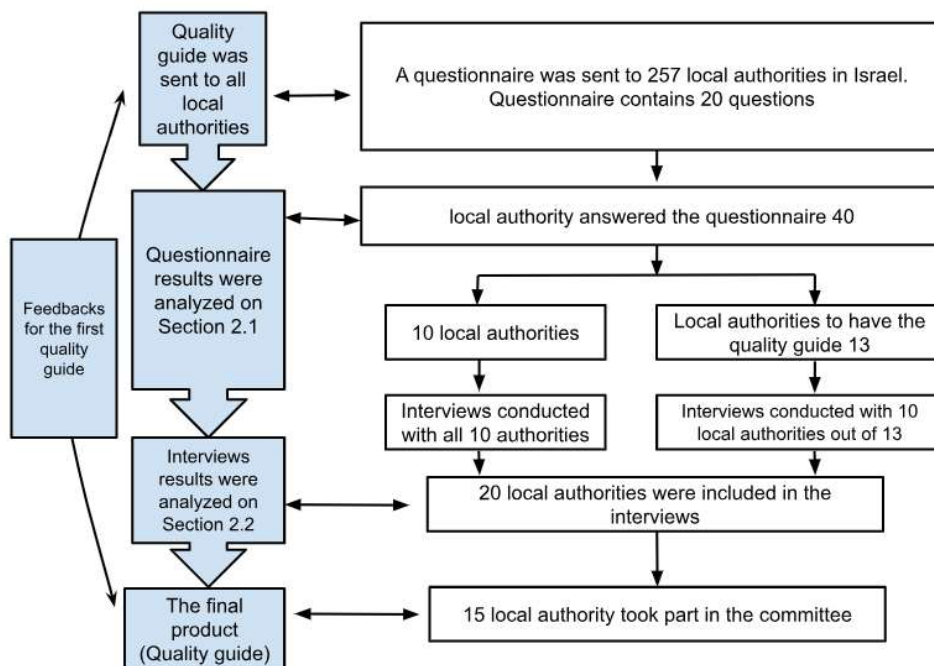 Quality
guide was
sent to all
local
authorities
A questionnaire was sent to 257 local authorities in Israel.
Questionnaire contains 20 questions
local authority answered the questionnaire 40
Questionnaire
results were
analyzed on
Section 2.1
Feedbacks
for the first
quality
guide
10 local authorities
Local authorities to have the
quality guide 13
Interviews conducted
with all 10 authorities
Interviews conducted with 10
local authorities out of 13
Interviews
results were
analyzed on
Section 2.2
20 local authorities were included in the
interviews
The final
product
(Quality guide)
15 local authority took part in the committee